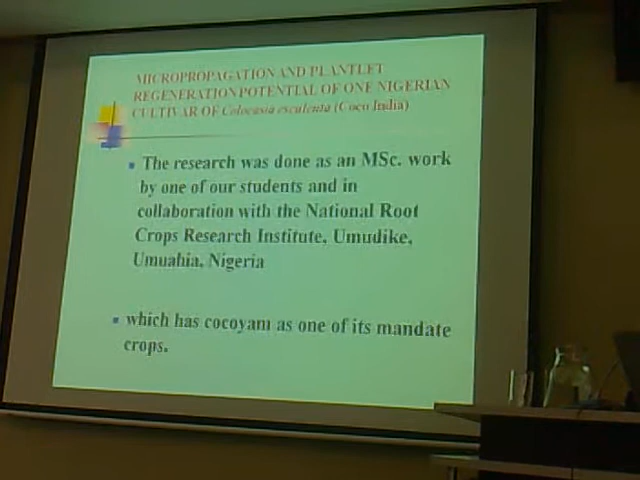 MICROPROPAGATION AND PLANTLET
REGENERATION POTENTIAL OF ONE NIGERIAN
CULTIVAR OF Colocasia esculenta (Coco India)
The research was done as an MSc. work
by one of our students and in
collaboration with the National Root
Crops Research Institute, Umudike,
Umuahia, Nigeria
which has cocoyam as one of its mandate
crops.